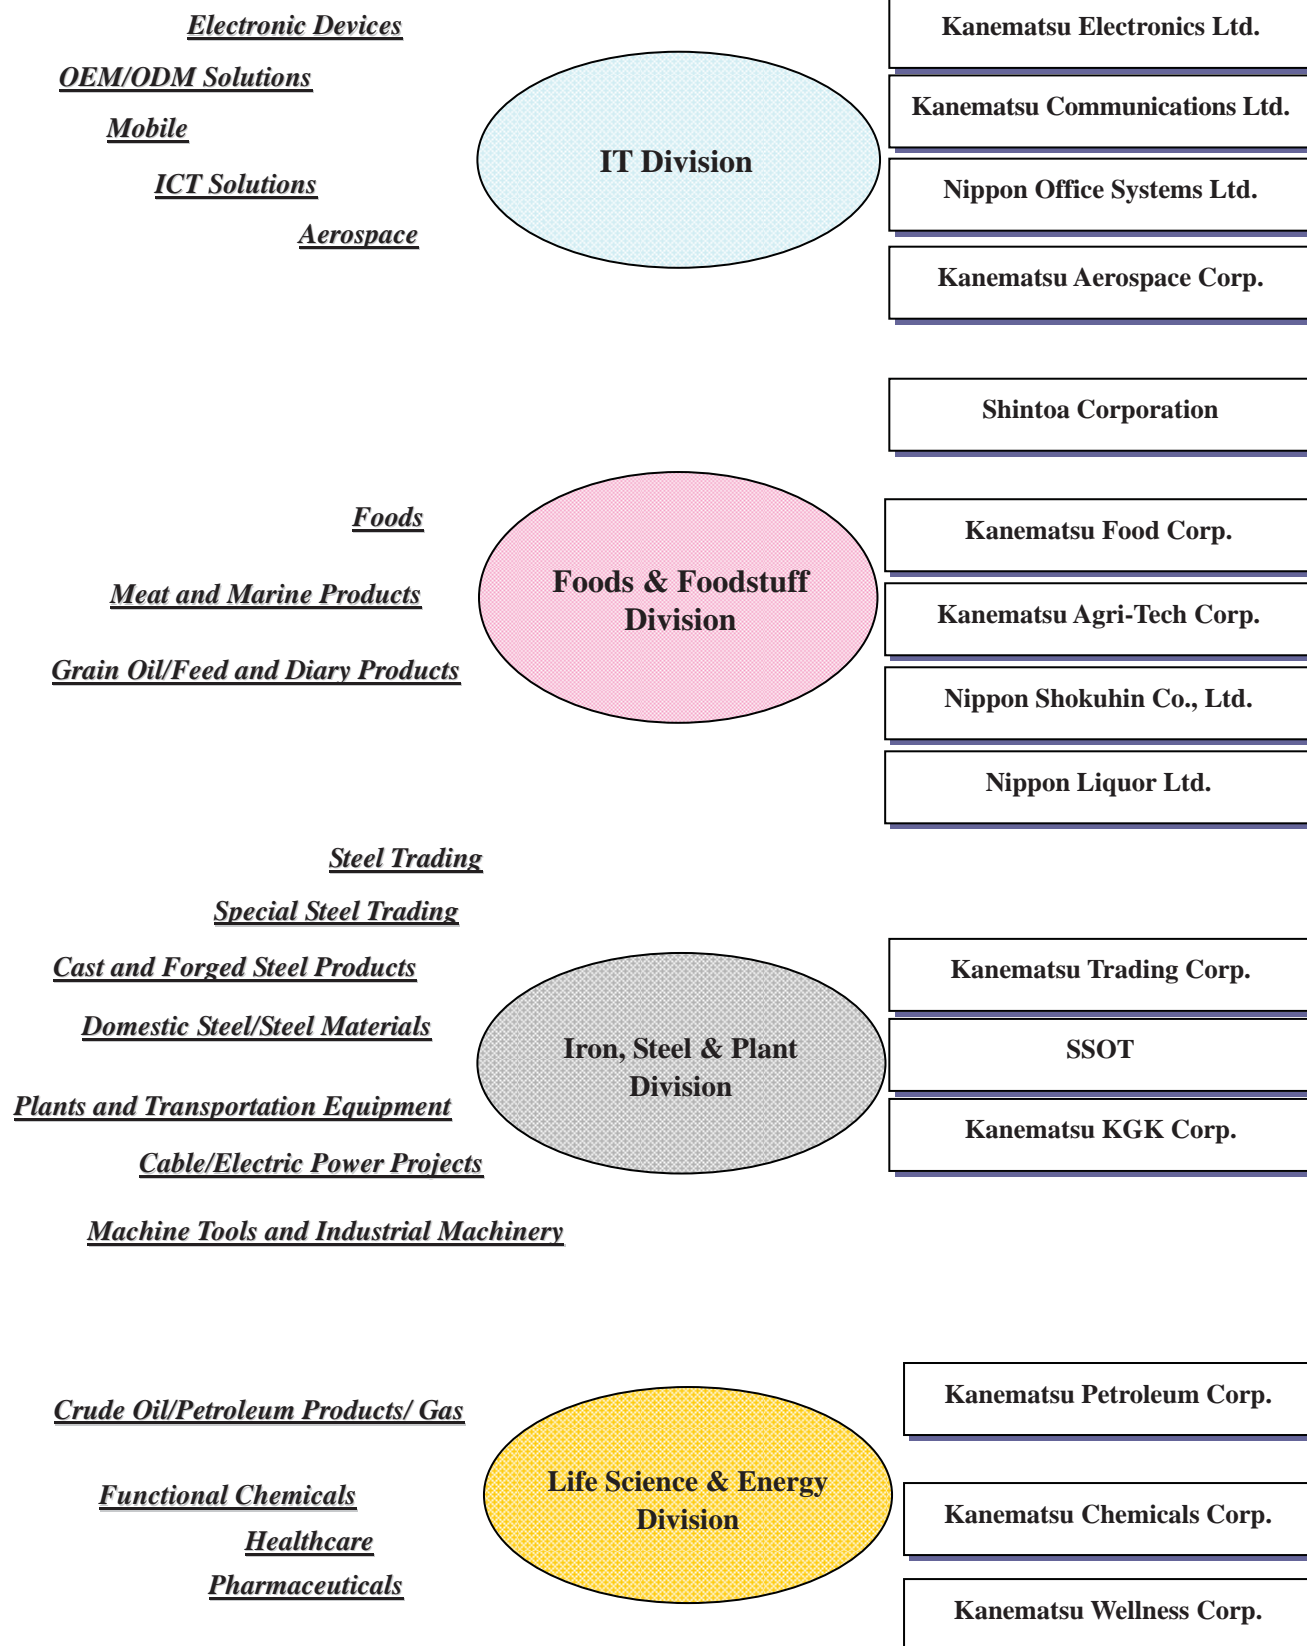 Electronic Devices
OEM/ODM Solutions
Mobile
ICT Solutions
Aerospace
IT Division
Kanematsu Electronics Ltd.
Kanematsu Communications Ltd.
Nippon Office Systems Ltd.
Kanematsu Aerospace Corp.
Shintoa Corporation
Foods
Meat and Marine Products
Grain Oil/Feed and Diary Products
Foods & Foodstuff
Division
Kanematsu Food Corp.
Kanematsu Agri-Tech Corp.
Nippon Shokuhin Co., Ltd.
Nippon Liquor Ltd.
Steel Trading
Special Steel Trading
Cast and Forged Steel Products
Domestic Steel/Steel Materials
Plants and Transportation Equipment
Cable/Electric Power Projects
Machine Tools and Industrial Machinery
Iron, Steel & Plant
Division
Kanematsu Trading Corp.
SSOT
Kanematsu KGK Corp.
Crude Oil/Petroleum Products/ Gas
Functional Chemicals
Healthcare
Pharmaceuticals
Life Science & Energy
Division
Kanematsu Petroleum Corp.
Kanematsu Chemicals Corp.
Kanematsu Wellness Corp.